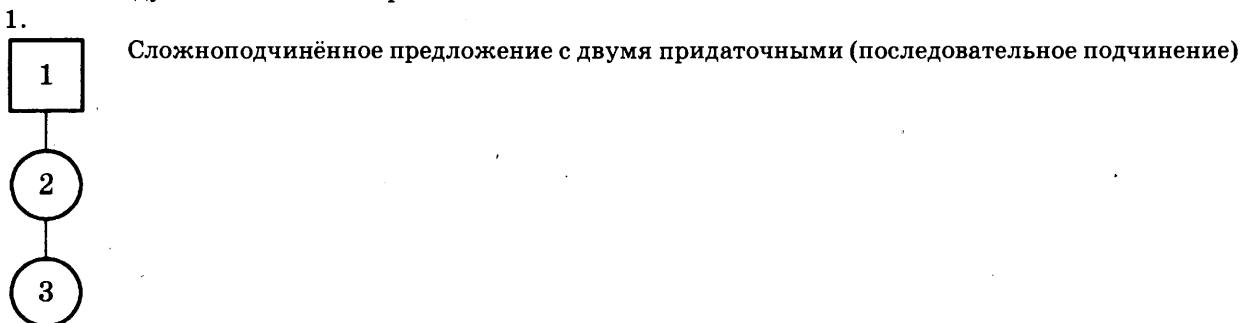 1.
Сложноподчинённое предложение с двумя придаточными (последовательное подчинение)
1
2
3